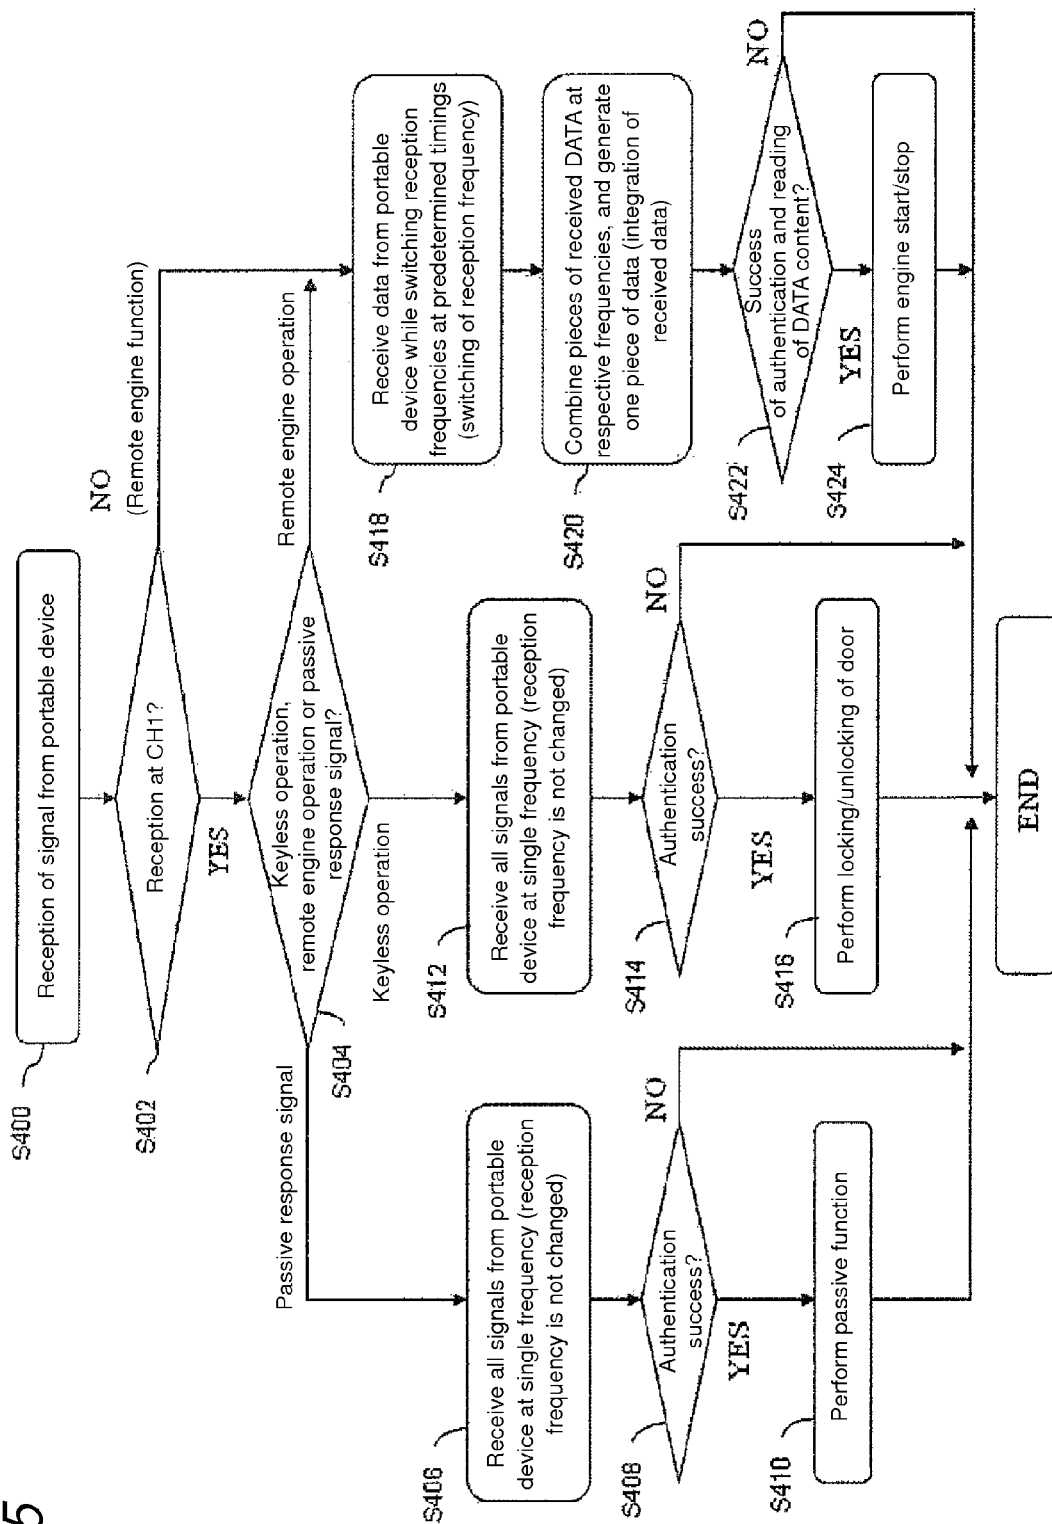 5
S400
Reception of signal from portable device
S402
Reception at CH1?
NO
(Remote engine function)
YES
S404
Keyless operation,
remote engine operation or passive
response signal?
Passive response signal
Keyless operation
Remote engine operation
S406
Receive all signals from portable
device at single frequency (reception
frequency is not changed)
S408
Authentication
success?
NO
YES
S410
Perform passive function
S412
Receive all signals from portable
device at single frequency (reception
frequency is not changed)
S414
Authentication
success?
NO
YES
S416
Perform locking/unlocking of door
S418
Receive data from portable
device while switching reception
frequencies at predetermined timings
(switching of reception frequency)
S420
Combine pieces of received DATA at
respective frequencies, and generate
one piece of data (integration of
received data)
S422
Success
of authentication and reading
of DATA content?
NO
YES
S424
Perform engine start/stop
END